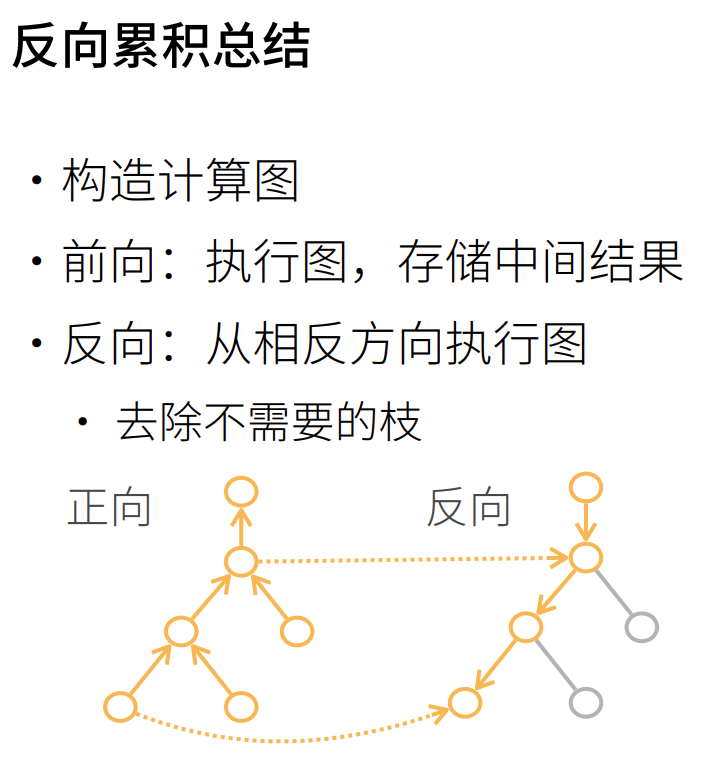 反向累积总结
• 构造计算图
• 前向：执行图，存储中间结果
• 反向：从相反方向执行图
• 去除不需要的枝
正向
反向